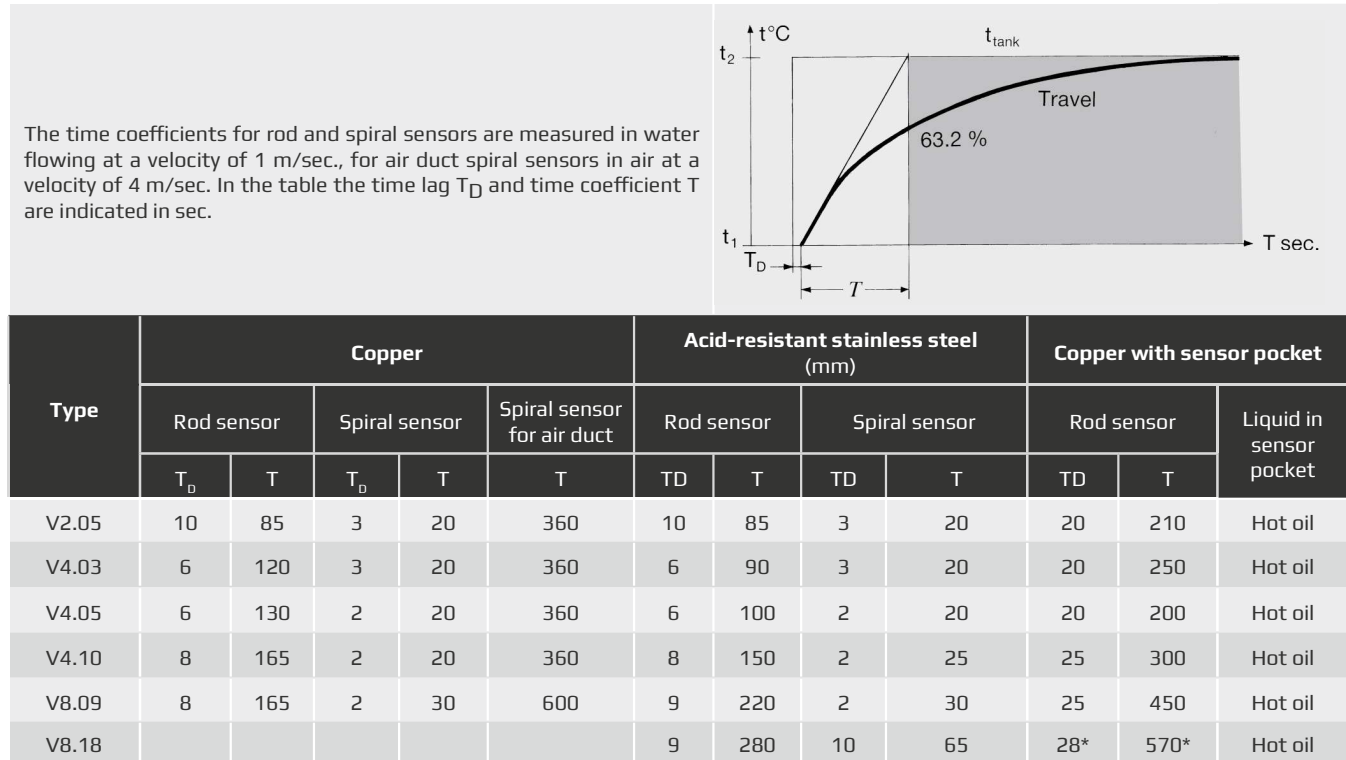 The time coefficients for rod and spiral sensors are measured in water
flowing at a velocity of 1 m/sec., for air duct spiral sensors in air at a
velocity of 4 m/sec. In the table the time lag TD and time coefficient T
are indicated in sec.
t°C
t2
ttank
Travel
63.2 %
t1
T sec.
TD
T
Type
Copper
Acid-resistant stainless steel
(mm)
Copper with sensor pocket
Rod sensor
Spiral sensor
Spiral sensor
for air duct
Rod sensor
Spiral sensor
Rod sensor
Liquid in
sensor
pocket
TD T TD T T TD T TD T TD T
V2.05 10 85 3 20 360 10 85 3 20 20 210 Hot oil
V4.03 6 120 3 20 360 6 90 3 20 20 250 Hot oil
V4.05 6 130 2 20 360 6 100 2 20 20 200 Hot oil
V4.10 8 165 2 20 360 8 150 2 25 25 300 Hot oil
V8.09 8 165 2 30 600 9 220 2 30 25 450 Hot oil
V8.18 9 280 10 65 28* 570* Hot oil